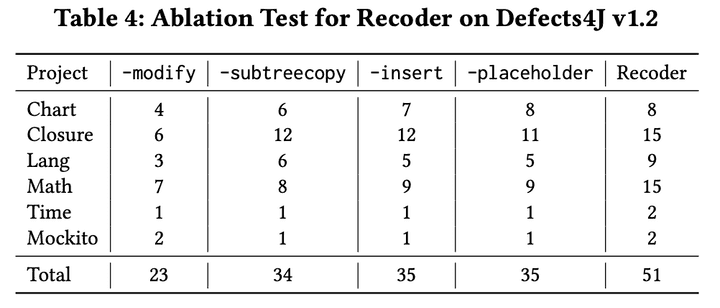 Table 4: Ablation Test for Recoder on Defects4J v1.2
Project -modify -subtreecopy -insert -placeholder Recoder
Chart 4 6 7 8 8
Closure 6 12 12 11 15
Lang 3 6 5 5 9
Math 7 8 9 9 15
Time 1 1 1 1 2
Mockito 2 1 1 1 2
Total 23 34 35 35 51